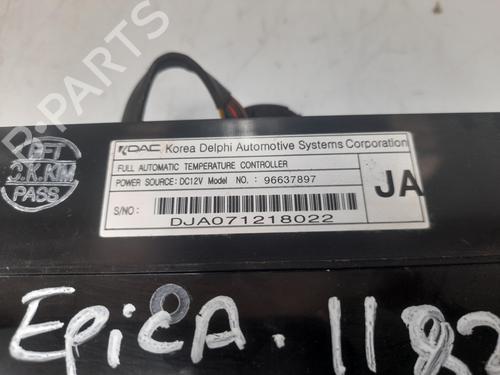 B-PARTS
KDAC Korea Delphi Automotive Systems Corporation
FULL AUTOMATIC TEMPERATURE CONTROLLER
POWER SOURCE: DC12V Model NO. : 96637897
JA
S/NO :
DJA071218022
PASS
EPiCA. 1182